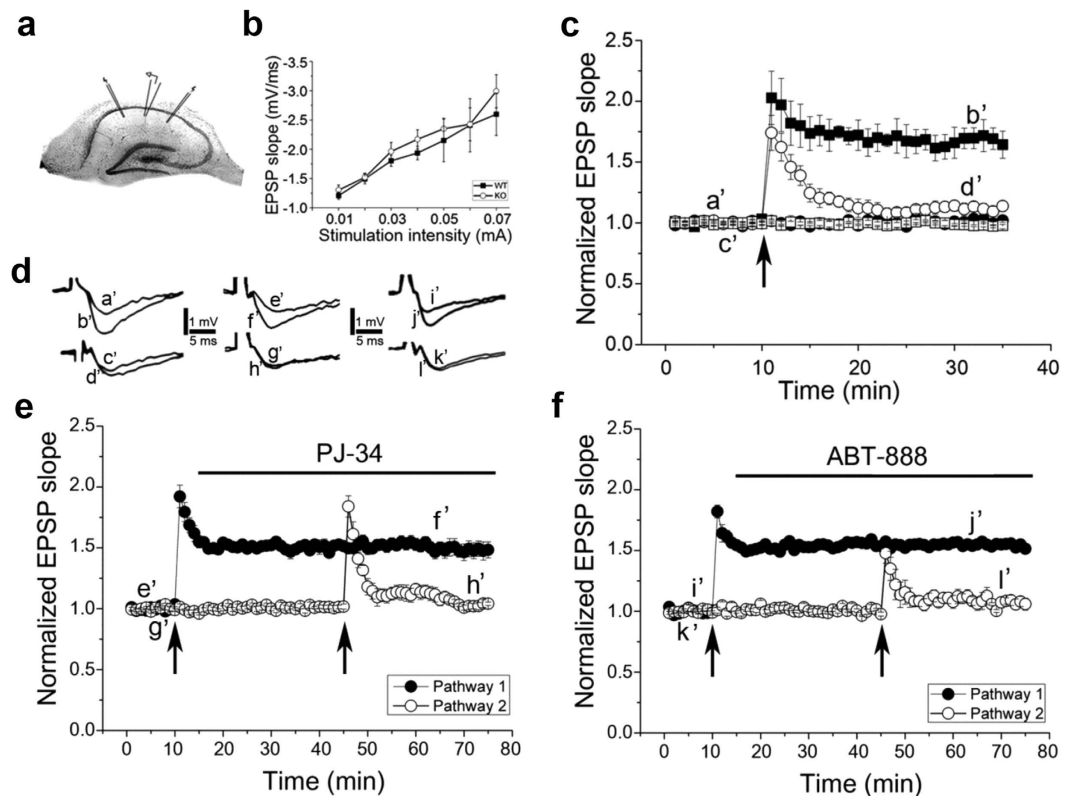 a
b
EPSP slope (mV/ms)
-3.5
-3.0
-2.5
-2.0
-1.5
-1.0
0.01
0.03
0.05
0.07
Stimulation intensity (mA)
WT
KO
c
Normalized EPSP slope
2.5
2.0
1.5
1.0
0.5
0.0
0
10
20
30
40
Time (min)
a'
b'
c'
d'
d
a'
b'
c'
d'
1 mV
5 ms
e'
f'
g'
h'
1 mV
5 ms
i'
j'
k'
l'
e
Normalized EPSP slope
2.5
2.0
1.5
1.0
0.5
0.0
PJ-34
e'
f'
g'
h'
Pathway 1
Pathway 2
0
10
20
30
40
50
60
70
80
Time (min)
f
Normalized EPSP slope
2.5
2.0
1.5
1.0
0.5
0.0
ABT-888
i'
j'
k'
l'
Pathway 1
Pathway 2
0
10
20
30
40
50
60
70
80
Time (min)